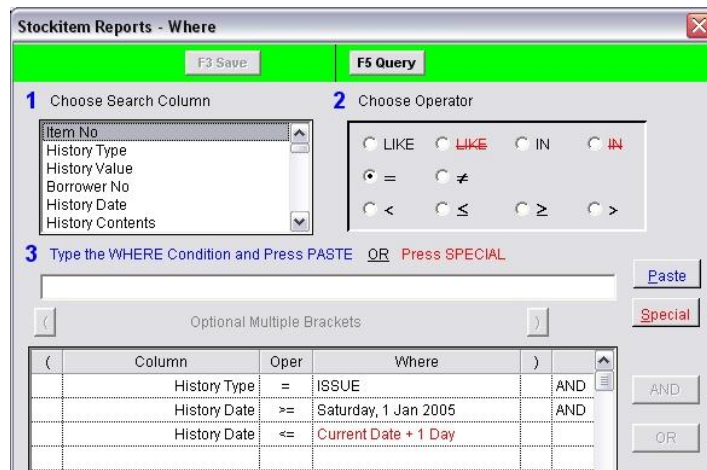 Stockitem Reports - Where
F3 Save F5 Query
1 Choose Search Column 2 Choose Operator
Item No
History Type
History Value
Borrower No
History Date
History Contents
LIKE LIKE IN IN
= ≠
< ≤ ≥ >
3 Type the WHERE Condition and Press PASTE OR Press SPECIAL
Paste
Special
( Optional Multiple Brackets )
( Column Oper Where )
History Type = ISSUE AND
History Date >= Saturday, 1 Jan 2005 AND
History Date <= Current Date + 1 Day
AND
OR